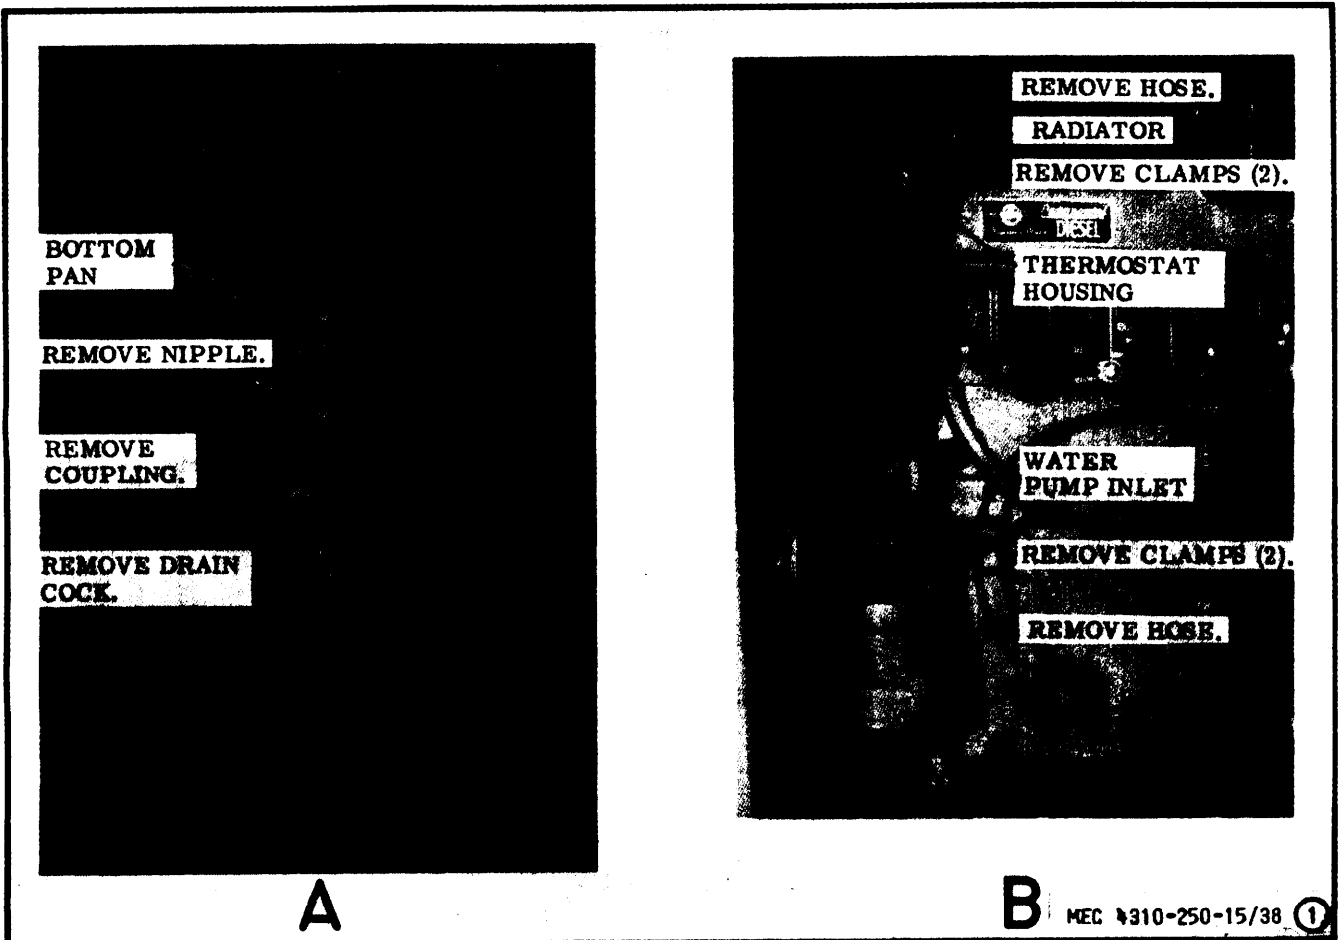 BOTTOM
PAN
REMOVE NIPPLE.
REMOVE
COUPLING.
REMOVE DRAIN
COCK.
A
REMOVE HOSE.
RADIATOR
REMOVE CLAMPS (2).
DIESEL
THERMOSTAT
HOUSING
WATER
PUMP INLET
REMOVE CLAMPS (2).
REMOVE HOSE.
B
MEC 4310-250-15/38 1